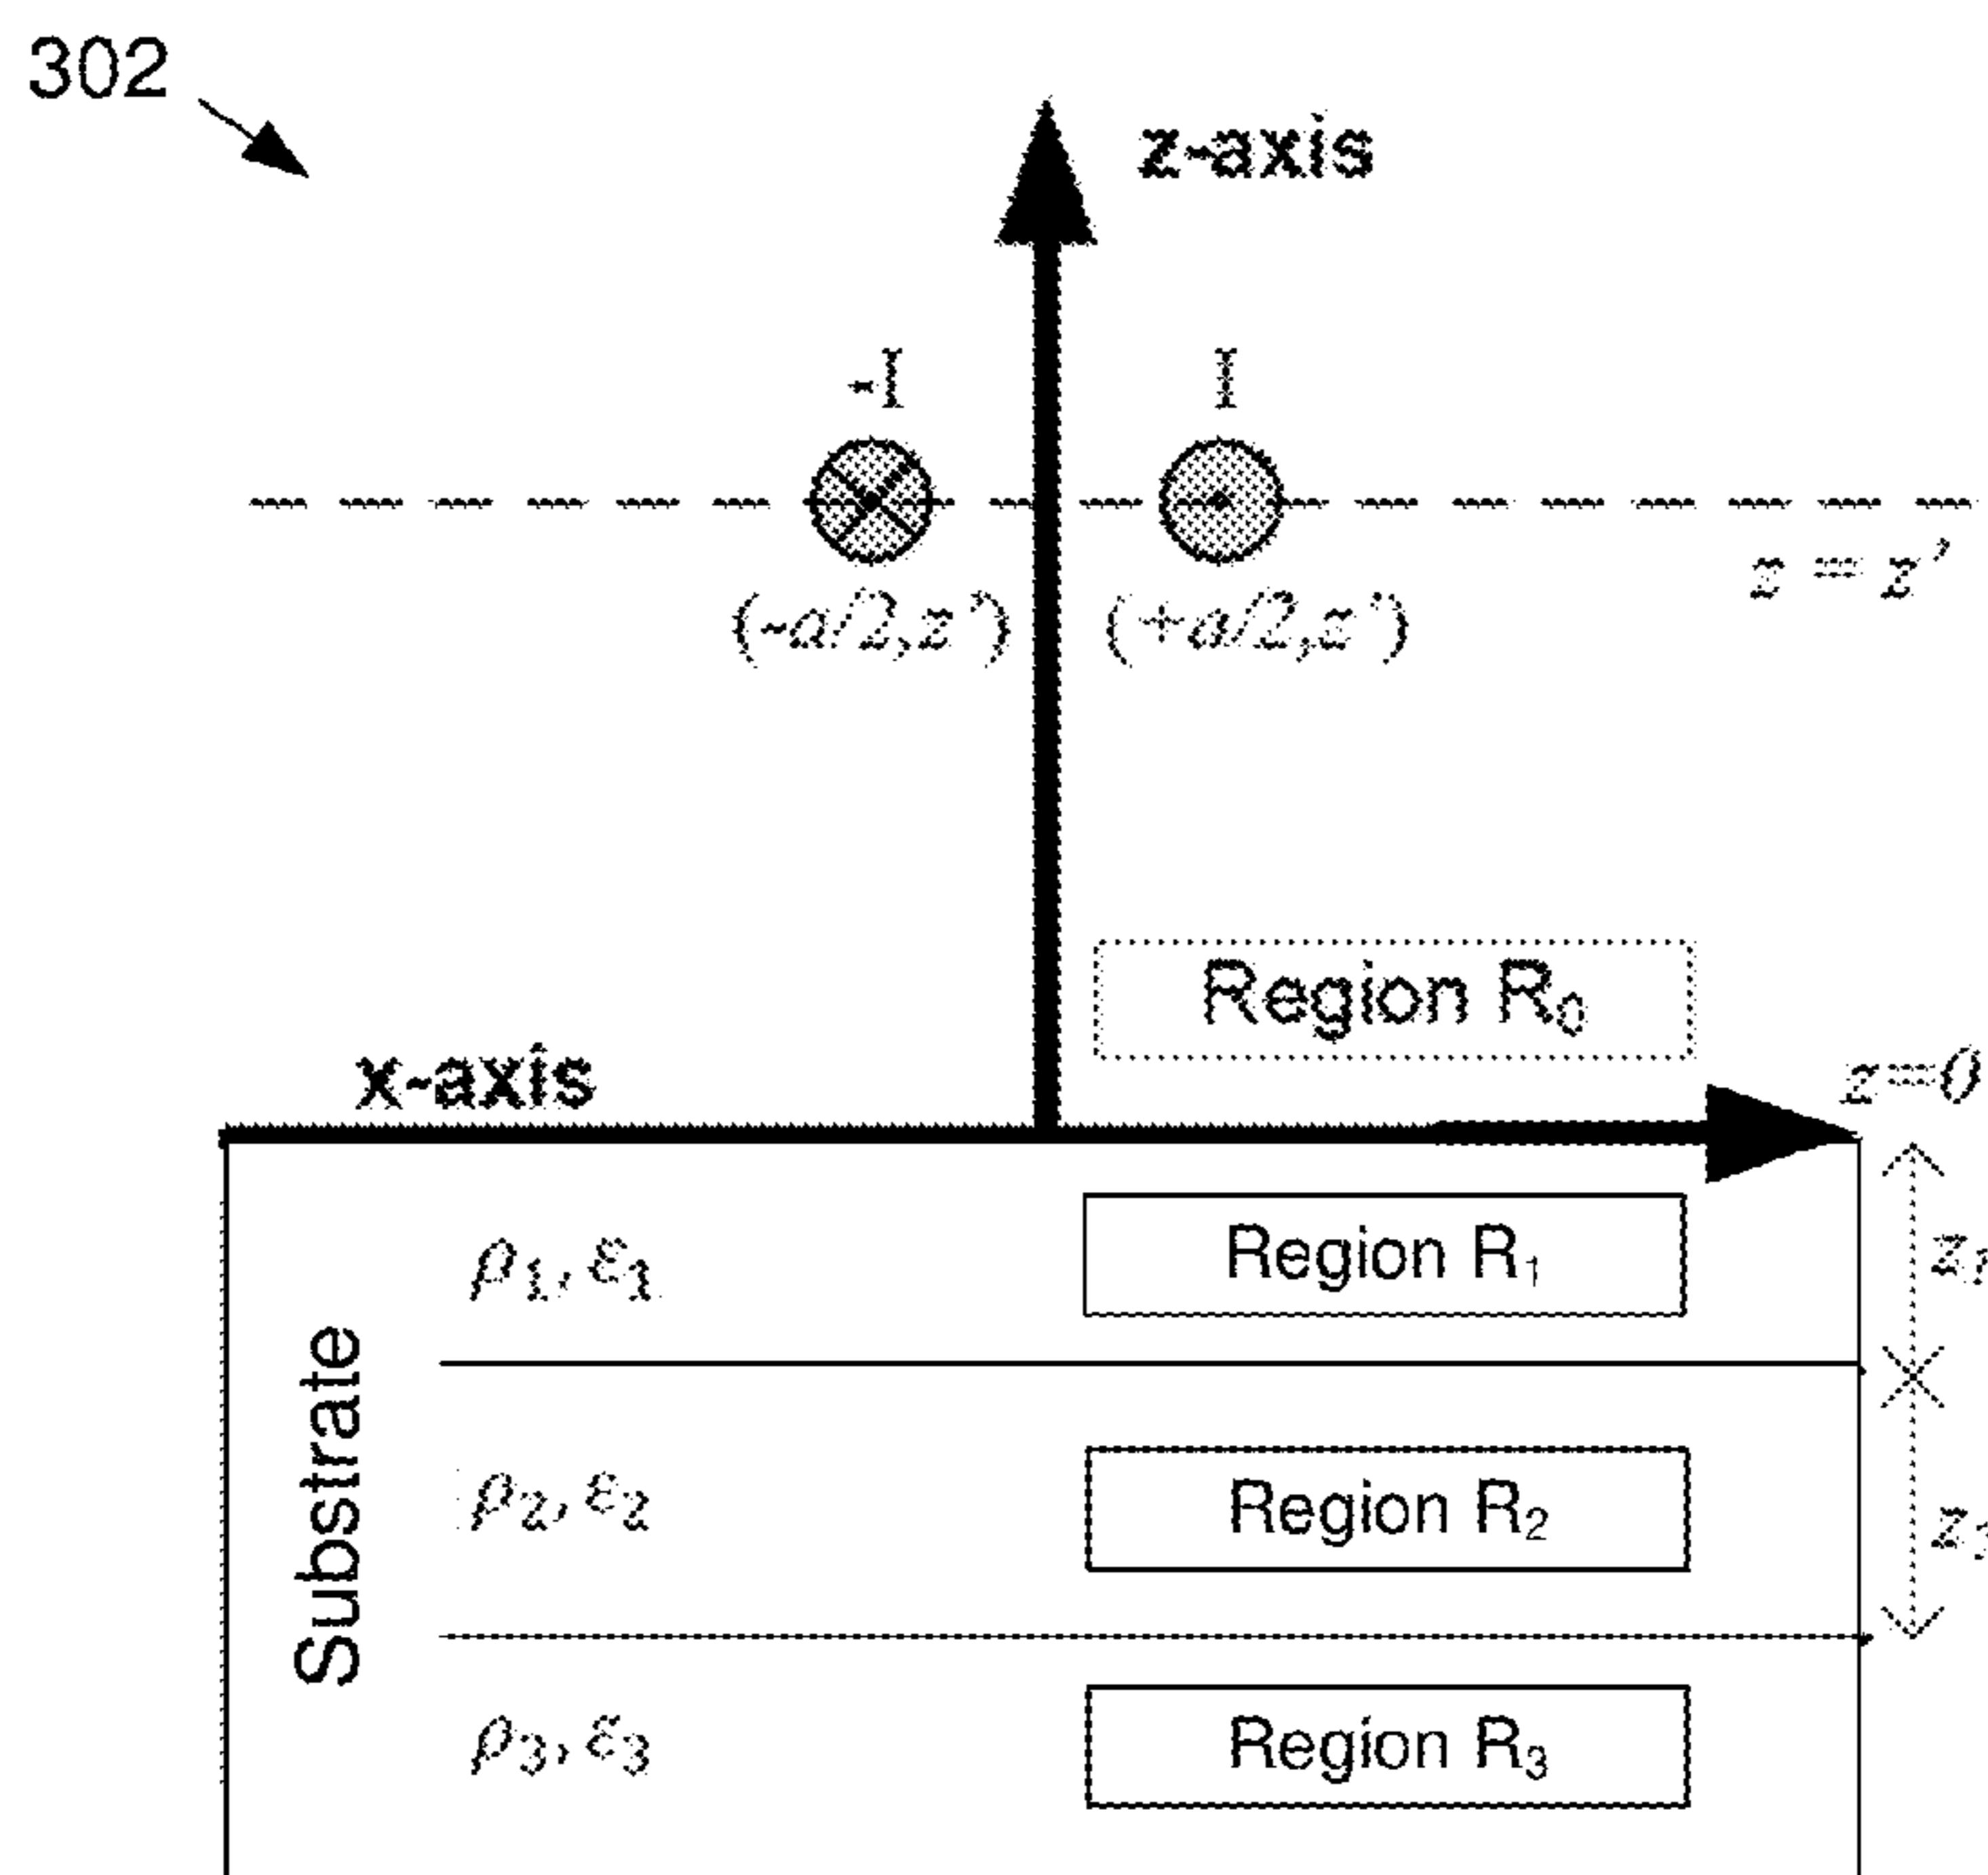 302
z-axis
-I
I
z = z'
(-a/2,z')
(+a/2,z')
Region R₀
x-axis
z=0
ρ₁, ε₁
Region R₁
z₁
Substrate
ρ₂, ε₂
Region R₂
ρ₃, ε₃
Region R₃